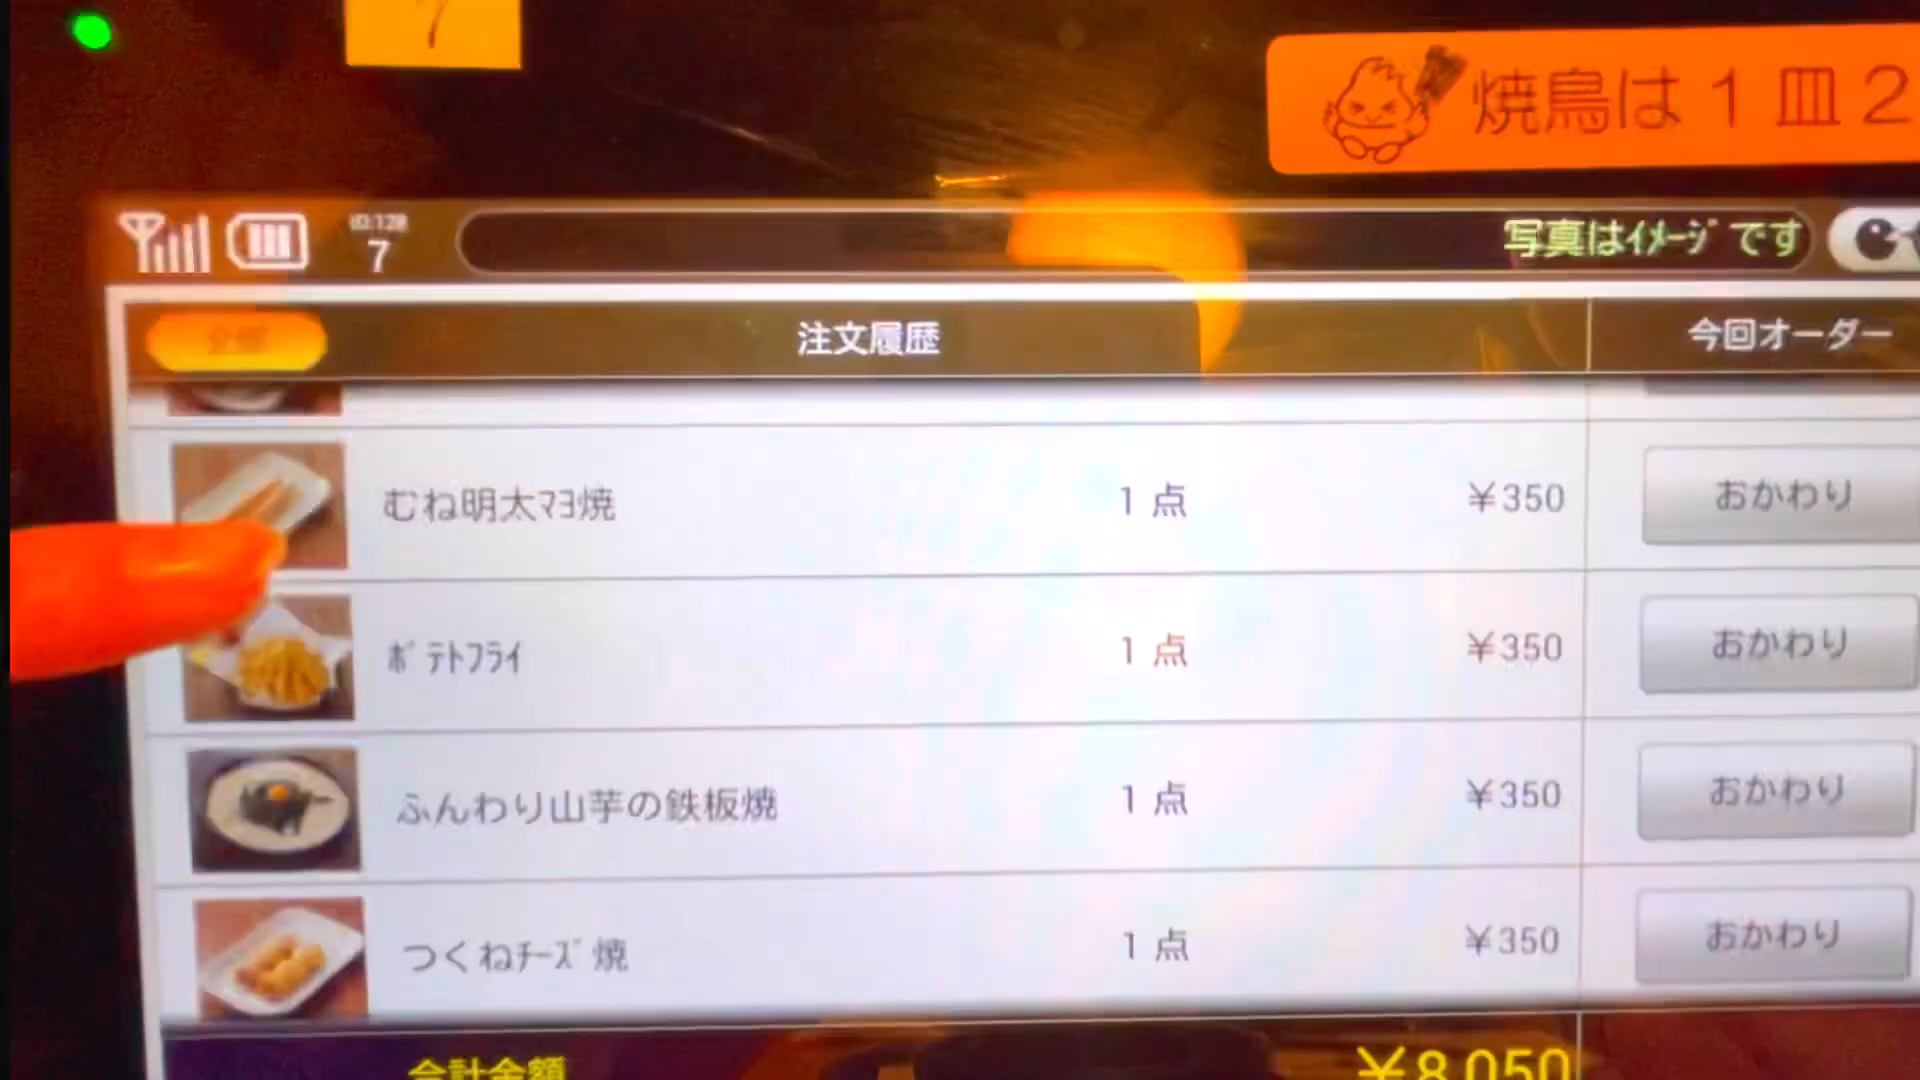 7
焼鳥は1皿2
ID:128
7
写真はイメージです
注文履歴
今回オーダー
むね明太マヨ焼 1点 ¥350 おかわり
ポテトフライ 1点 ¥350 おかわり
ふんわり山芋の鉄板焼 1点 ¥350 おかわり
つくねチーズ焼 1点 ¥350 おかわり
合計金額 ¥8,050